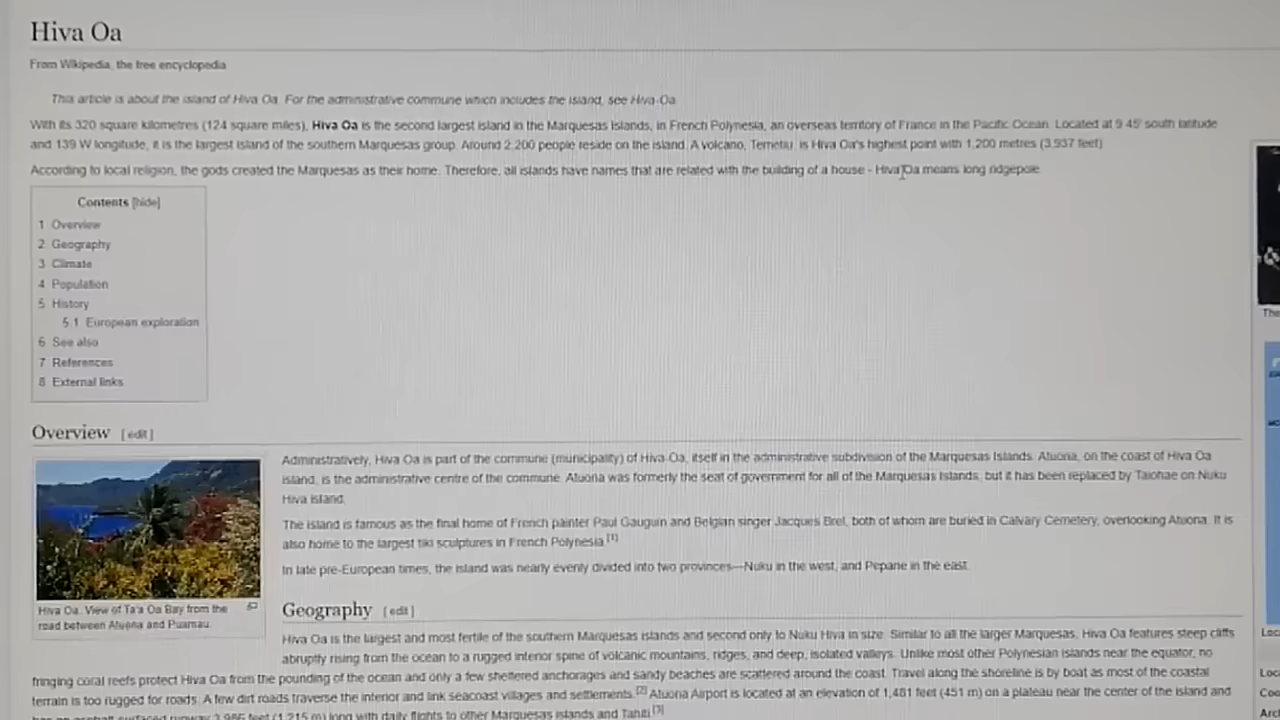 Hiva Oa
From Wikipedia, the free encyclopedia
This article is about the island of Hiva Oa. For the administrative commune which includes the island, see Hiva-Oa.
With its 320 square kilometres (124 square miles), Hiva Oa is the second largest island in the Marquesas Islands, in French Polynesia, an overseas territory of France in the Pacific Ocean. Located at 9 45' south latitude
and 139 W longitude, it is the largest island of the southern Marquesas group. Around 2,200 people reside on the island. A volcano, Temetiu, is Hiva Oa's highest point with 1,200 metres (3,937 feet)
According to local religion, the gods created the Marquesas as their home. Therefore, all islands have names that are related with the building of a house - Hiva Oa means long ridgepole.
Contents [hide]
1 Overview
2 Geography
3 Climate
4 Population
5 History
5.1 European exploration
6 See also
7 References
8 External links
Overview [edit]
Administratively, Hiva Oa is part of the commune (municipality) of Hiva-Oa, itself in the administrative subdivision of the Marquesas Islands. Atuona, on the coast of Hiva Oa
island, is the administrative centre of the commune. Atuona was formerly the seat of government for all of the Marquesas Islands, but it has been replaced by Taiohae on Nuku
Hiva island.
The island is famous as the final home of French painter Paul Gauguin and Belgian singer Jacques Brel, both of whom are buried in Calvary Cemetery, overlooking Atuona. It is
also home to the largest tiki sculptures in French Polynesia.[1]
In late pre-European times, the island was nearly evenly divided into two provinces—Nuku in the west, and Pepane in the east.
Hiva Oa. View of Ta'a Oa Bay from the
road between Atuona and Puamau.
Geography [edit]
Hiva Oa is the largest and most fertile of the southern Marquesas islands and second only to Nuku Hiva in size. Similar to all the larger Marquesas, Hiva Oa features steep cliffs
abruptly rising from the ocean to a rugged interior spine of volcanic mountains, ridges, and deep, isolated valleys. Unlike most other Polynesian islands near the equator, no
fringing coral reefs protect Hiva Oa from the pounding of the ocean and only a few sheltered anchorages and sandy beaches are scattered around the coast. Travel along the shoreline is by boat as most of the coastal
terrain is too rugged for roads. A few dirt roads traverse the interior and link seacoast villages and settlements.[2] Atuona Airport is located at an elevation of 1,481 feet (451 m) on a plateau near the center of the island and
has an asphalt surfaced runway 3,986 feet (1,215 m) long with daily flights to other Marquesas islands and Tahiti.[3]
The
Loc
Loc
Coo
Arc